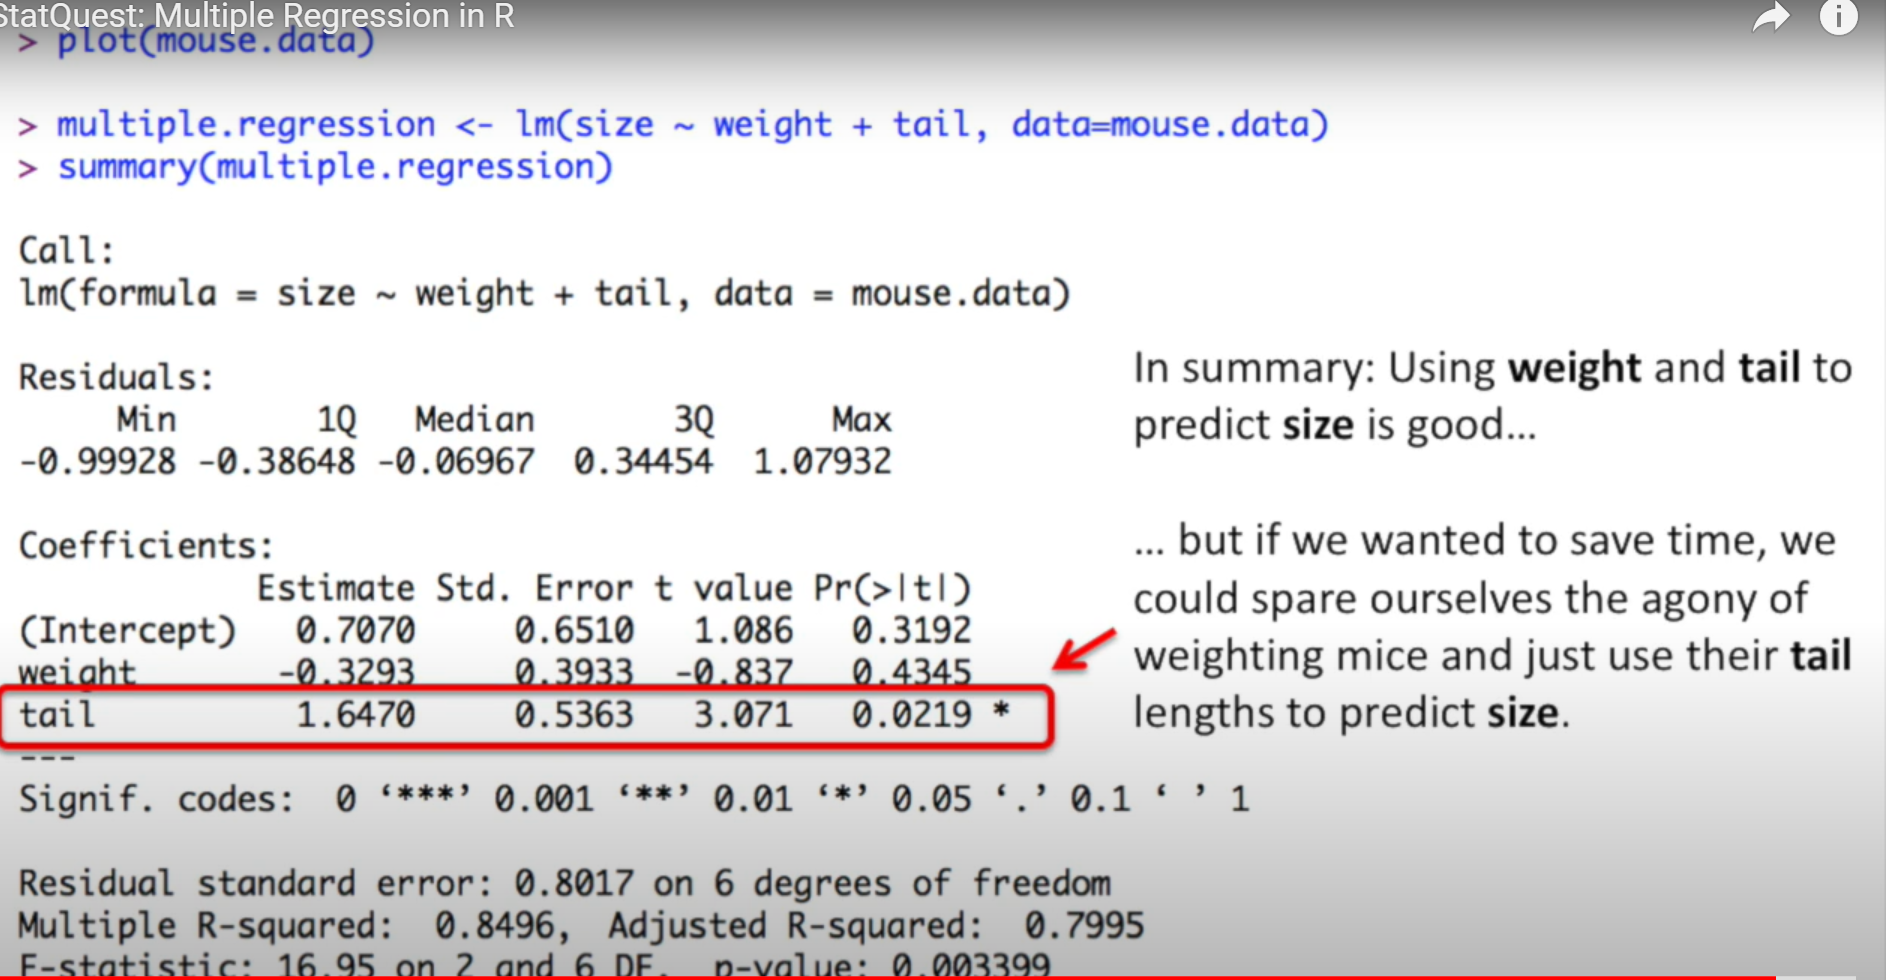 StatQuest: Multiple Regression in R
> plot(mouse.data)
> multiple.regression <- lm(size ~ weight + tail, data=mouse.data)
> summary(multiple.regression)
Call:
lm(formula = size ~ weight + tail, data = mouse.data)
Residuals:
Min 1Q Median 3Q Max
-0.99928 -0.38648 -0.06967 0.34454 1.07932
Coefficients:
Estimate Std. Error t value Pr(>|t|)
(Intercept) 0.7070 0.6510 1.086 0.3192
weight -0.3293 0.3933 -0.837 0.4345
tail 1.6470 0.5363 3.071 0.0219 *
---
Signif. codes: 0 ‘***’ 0.001 ‘**’ 0.01 ‘*’ 0.05 ‘.’ 0.1 ‘ ’ 1
Residual standard error: 0.8017 on 6 degrees of freedom
Multiple R-squared: 0.8496, Adjusted R-squared: 0.7995
F-statistic: 16.95 on 2 and 6 DF, p-value: 0.003399
In summary: Using weight and tail to
predict size is good...
... but if we wanted to save time, we
could spare ourselves the agony of
weighting mice and just use their tail
lengths to predict size.